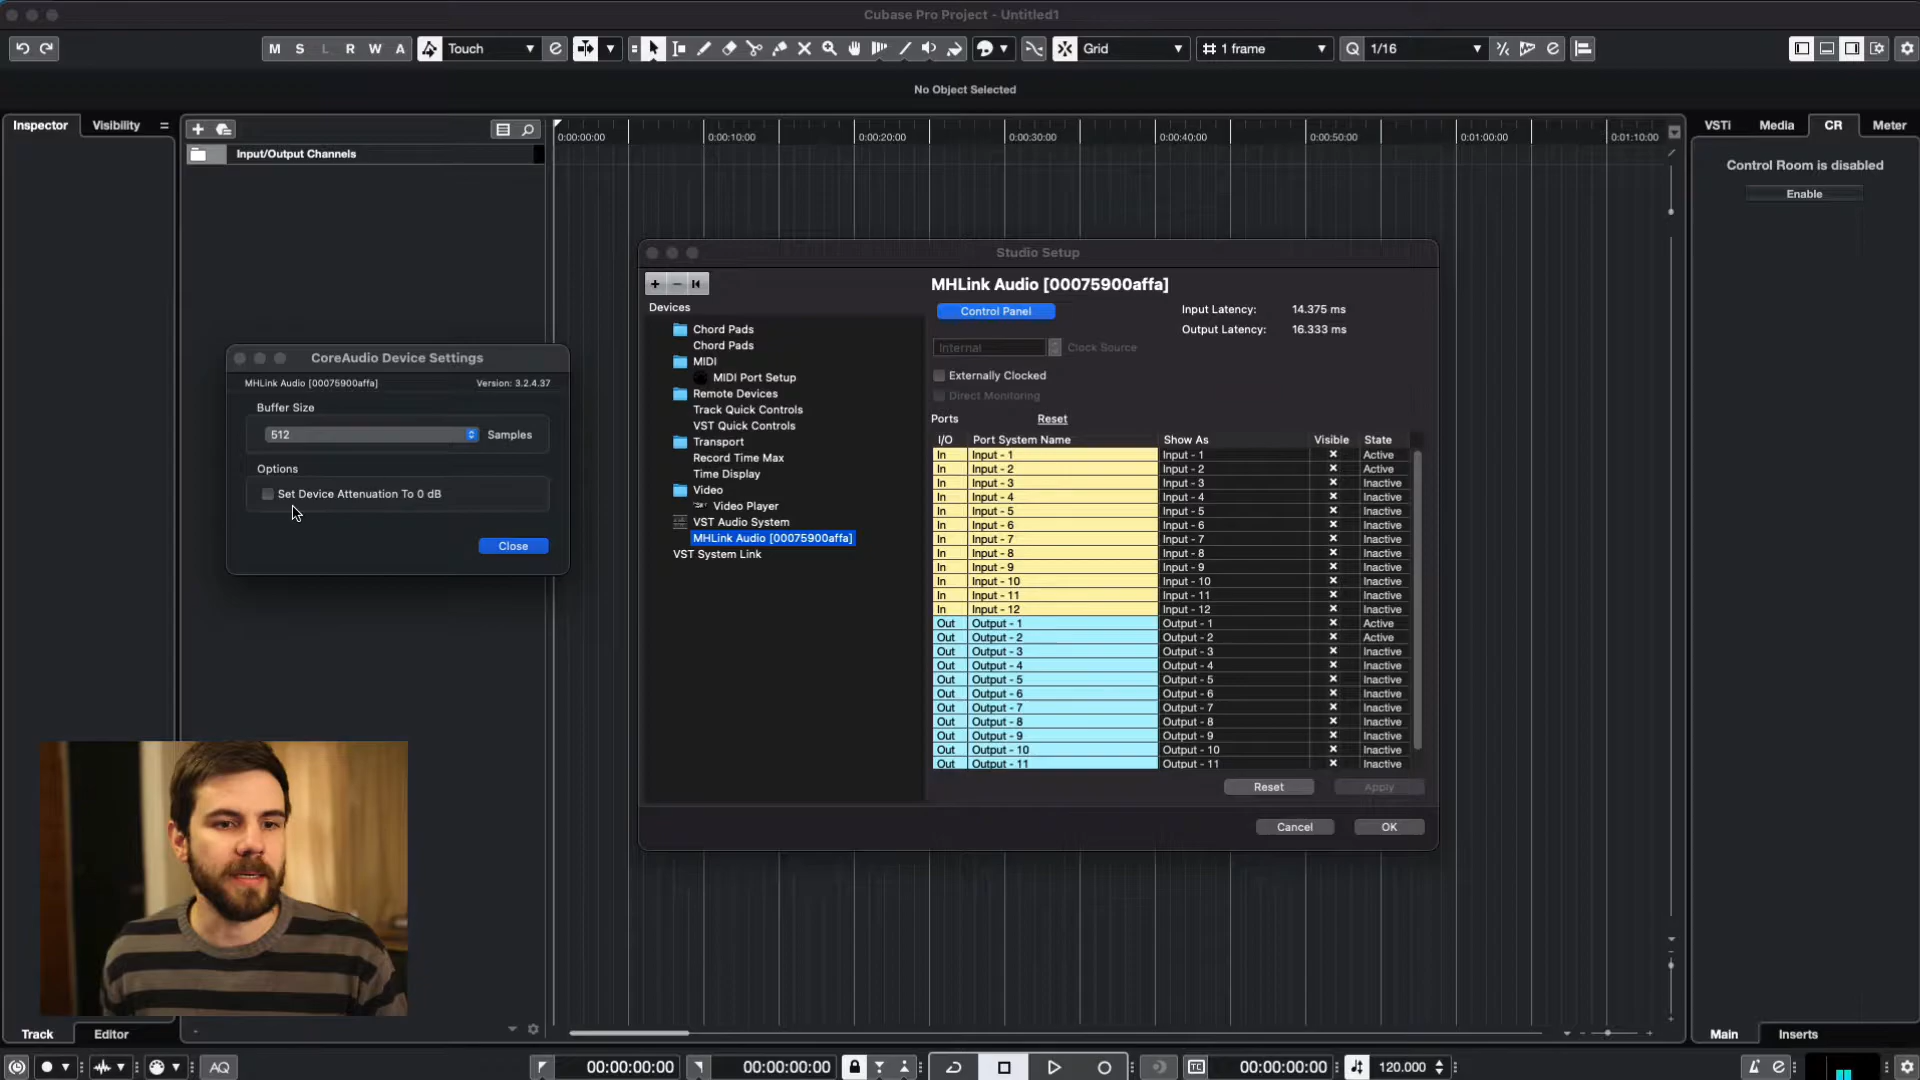 Cubase Pro Project - Untitled1
M S L R W A Touch Grid 1 frame Q 1/16
No Object Selected
Inspector Visibility
Input/Output Channels
0:00:00:00 0:00:10:00 0:00:20:00 0:00:30:00 0:00:40:00 0:00:50:00 0:01:00:00 0:01:10:00
VSTi Media CR Meter
Control Room is disabled
Enable
Studio Setup
Devices
Chord Pads
Chord Pads
MIDI
MIDI Port Setup
Remote Devices
Track Quick Controls
VST Quick Controls
Transport
Record Time Max
Time Display
Video
Video Player
VST Audio System
MHLink Audio [00075900affa]
VST System Link
MHLink Audio [00075900affa]
Control Panel
Input Latency: 14.375 ms
Output Latency: 16.333 ms
Internal Clock Source
Externally Clocked
Direct Monitoring
Ports Reset
I/O Port System Name Show As Visible State
In Input - 1 Input - 1 Active
In Input - 2 Input - 2 Active
In Input - 3 Input - 3 Inactive
In Input - 4 Input - 4 Inactive
In Input - 5 Input - 5 Inactive
In Input - 6 Input - 6 Inactive
In Input - 7 Input - 7 Inactive
In Input - 8 Input - 8 Inactive
In Input - 9 Input - 9 Inactive
In Input - 10 Input - 10 Inactive
In Input - 11 Input - 11 Inactive
In Input - 12 Input - 12 Inactive
Out Output - 1 Output - 1 Active
Out Output - 2 Output - 2 Active
Out Output - 3 Output - 3 Inactive
Out Output - 4 Output - 4 Inactive
Out Output - 5 Output - 5 Inactive
Out Output - 6 Output - 6 Inactive
Out Output - 7 Output - 7 Inactive
Out Output - 8 Output - 8 Inactive
Out Output - 9 Output - 9 Inactive
Out Output - 10 Output - 10 Inactive
Out Output - 11 Output - 11 Inactive
Reset Apply
Cancel OK
CoreAudio Device Settings
MHLink Audio [00075900affa] Version: 3.2.4.37
Buffer Size
512 Samples
Options
Set Device Attenuation To 0 dB
Close
Track Editor
Main Inserts
AQ 00:00:00:00 00:00:00:00 TC 00:00:00:00 120.000